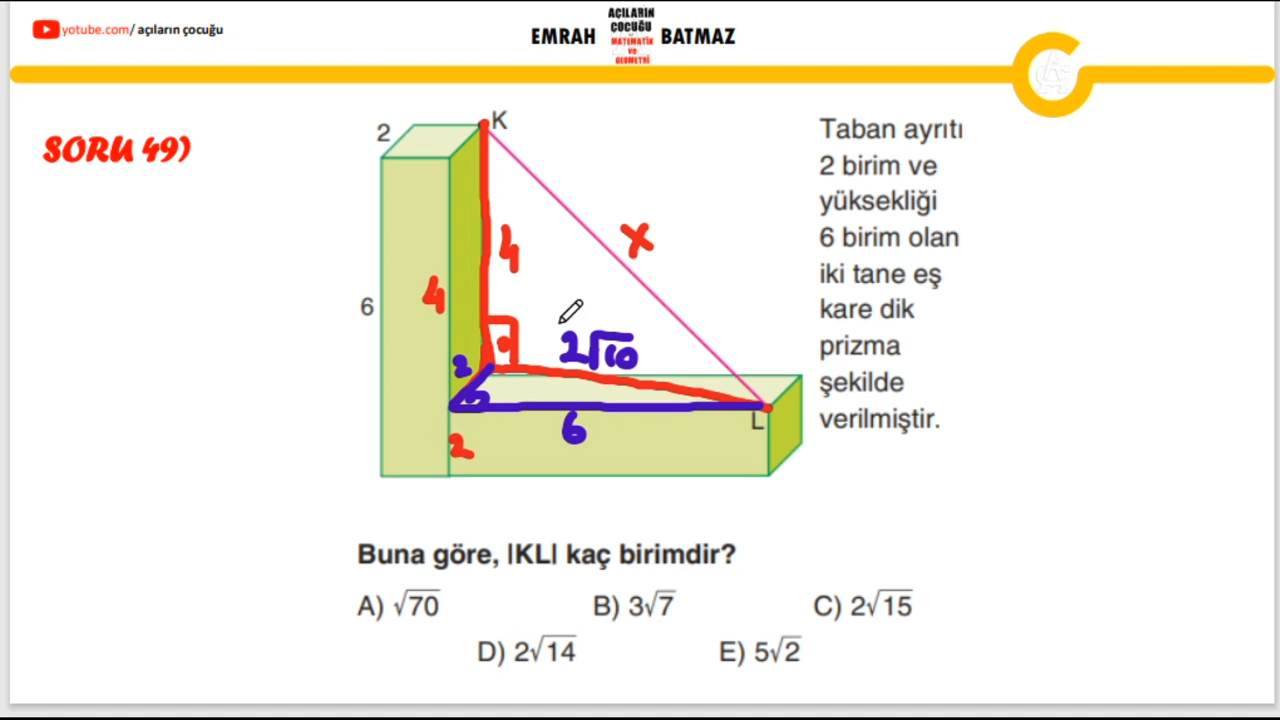 yotube.com/ açıların çocuğu
AÇILARIN
ÇOCUĞU
MATEMATİK
ve
GEOMETRİ
EMRAH BATMAZ
SORU 49)
2
K
6
4
4
x
2
2√10
6
2
L
Taban ayrıtı
2 birim ve
yüksekliği
6 birim olan
iki tane eş
kare dik
prizma
şekilde
verilmiştir.
Buna göre, |KL| kaç birimdir?
A) √70 B) 3√7 C) 2√15
D) 2√14 E) 5√2